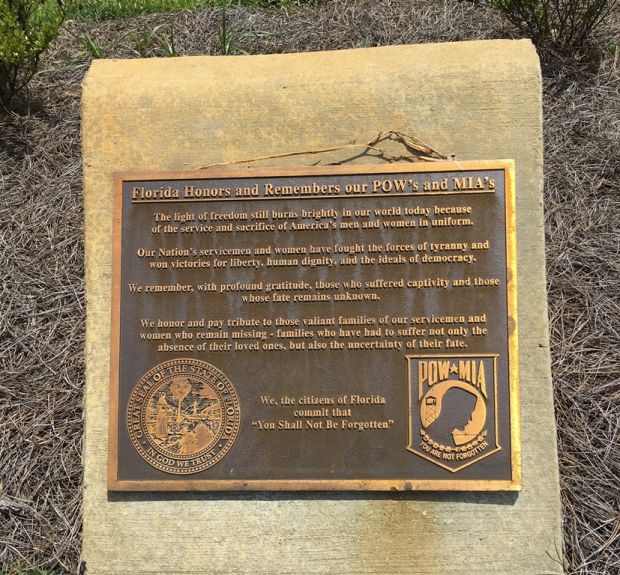 Florida Honors and Remembers our POW's and MIA's
The light of freedom still burns brightly in our world today because
of the service and sacrifice of America's men and women in uniform.
Our Nation's servicemen and women have fought the forces of tyranny and
won victories for liberty, human dignity, and the ideals of democracy.
We remember, with profound gratitude, those who suffered captivity and those
whose fate remains unknown.
We honor and pay tribute to those valiant families of our servicemen and
women who remain missing - families who have had to suffer not only the
absence of their loved ones, but also the uncertainty of their fate.
We, the citizens of Florida
commit that
"You Shall Not Be Forgotten"
GREAT SEAL OF THE STATE OF FLORIDA
IN GOD WE TRUST
POW★MIA
YOU ARE NOT FORGOTTEN